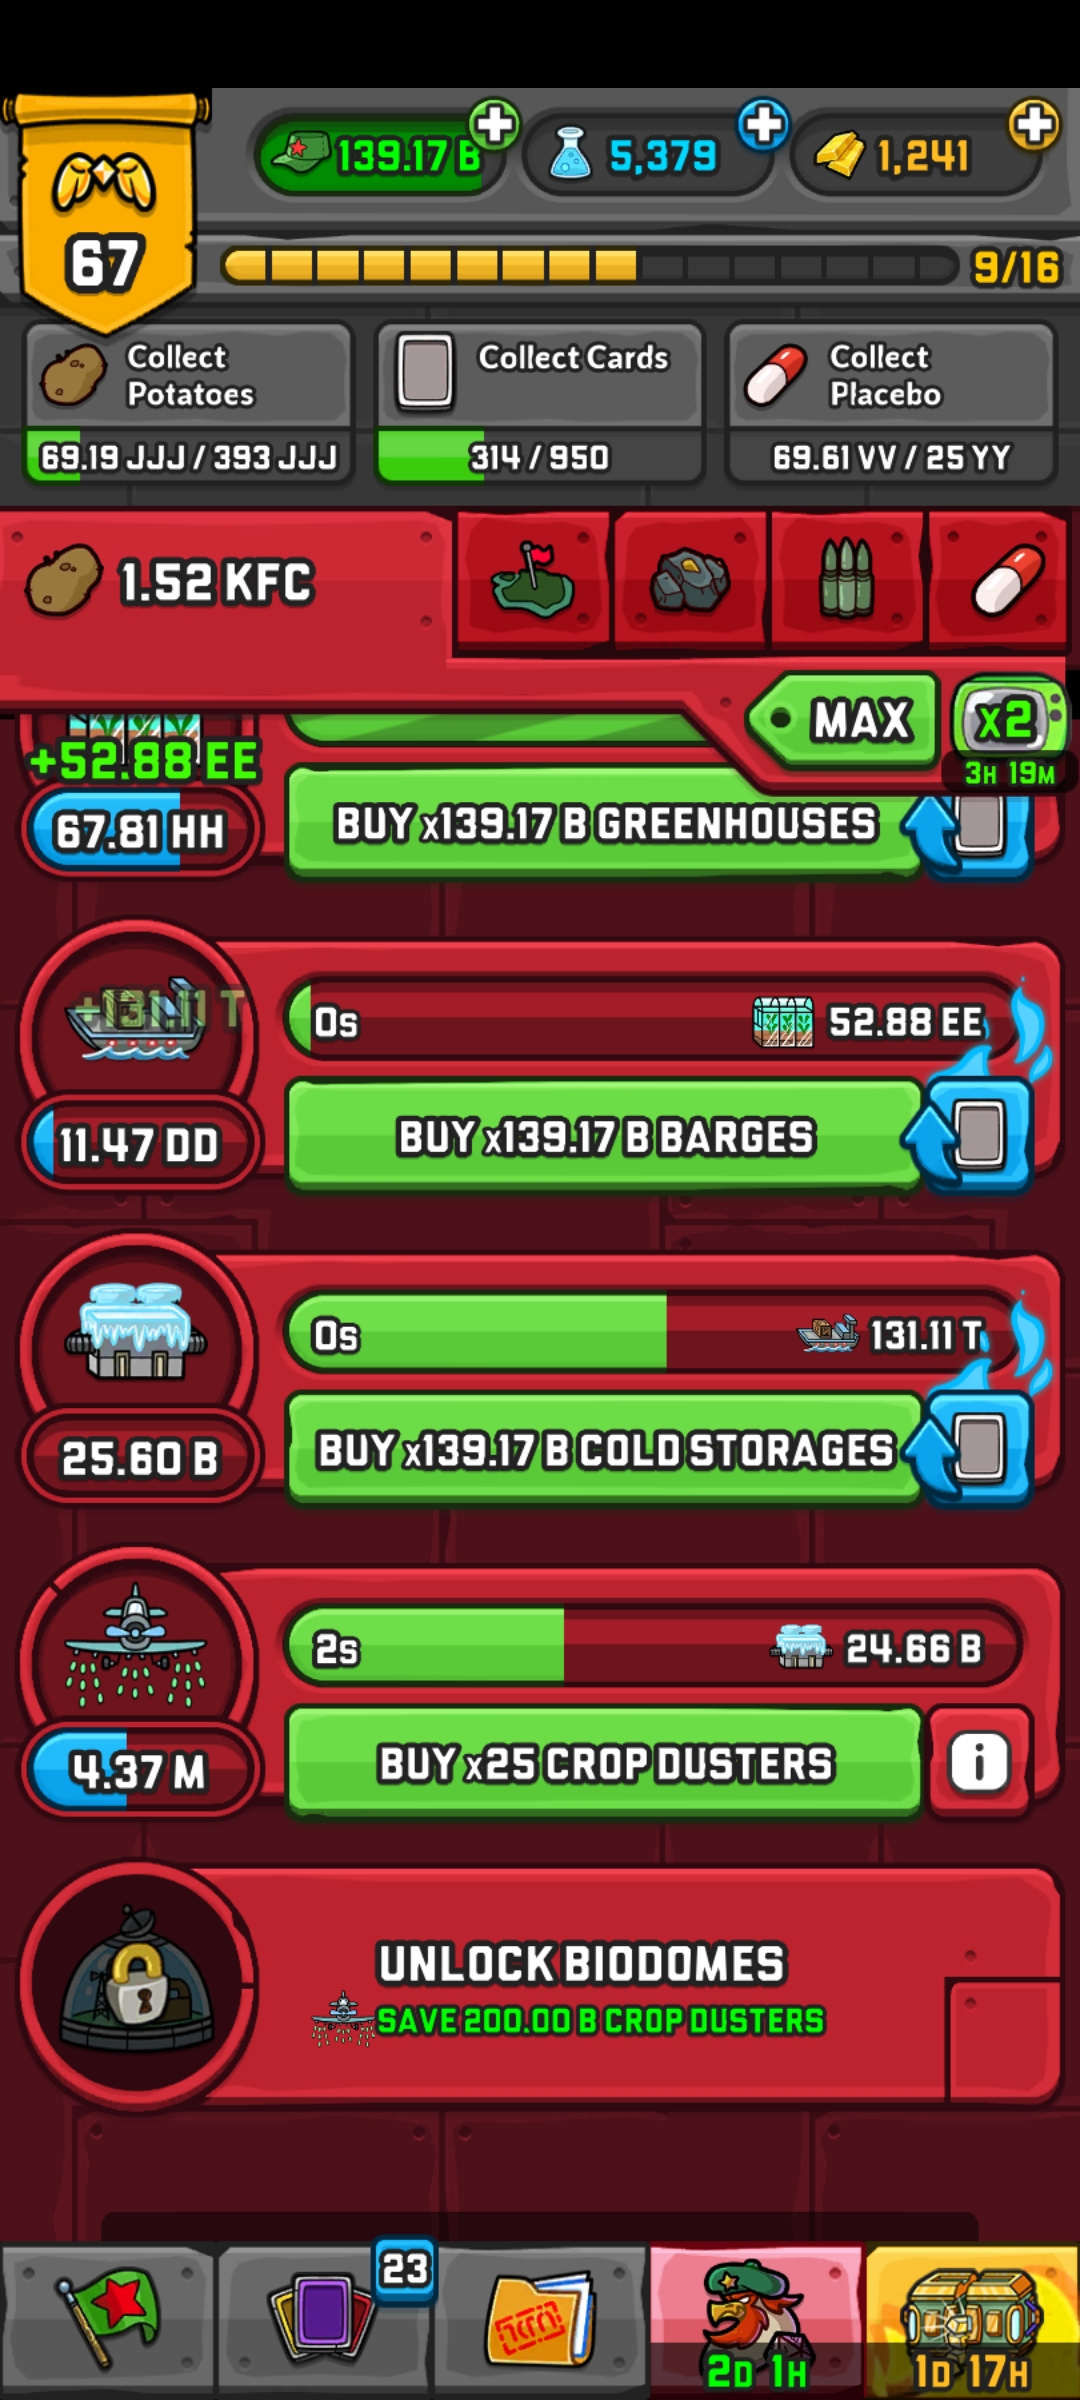 139.17 B
5,379
1,241
67
9/16
Collect
Potatoes
69.19 JJJ / 393 JJJ
Collect Cards
314 / 950
Collect
Placebo
69.61 VV / 25 YY
1.52 KFC
MAX
x2
3H 19M
+52.88 EE
67.81 HH
BUY x139.17 B GREENHOUSES
+131.11 T
0s
52.88 EE
11.47 DD
BUY x139.17 B BARGES
0s
131.11 T
25.60 B
BUY x139.17 B COLD STORAGES
2s
24.66 B
4.37 M
BUY x25 CROP DUSTERS
i
UNLOCK BIODOMES
SAVE 200.00 B CROP DUSTERS
23
2D 1H
1D 17H